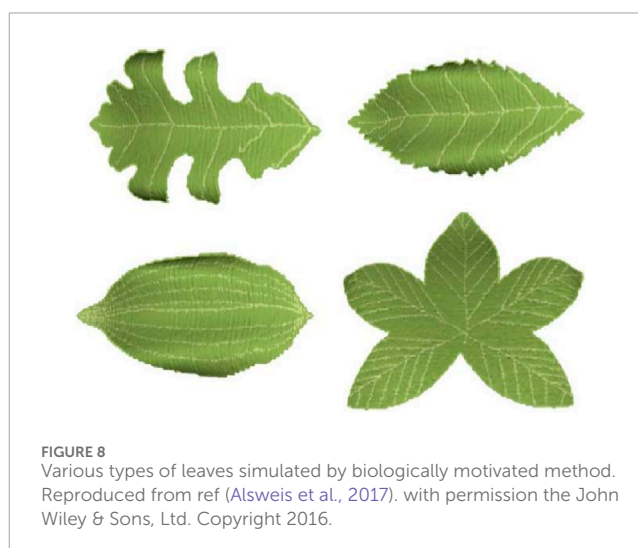 FIGURE 8
Various types of leaves simulated by biologically motivated method.
Reproduced from ref (Alsweis et al., 2017). with permission the John
Wiley & Sons, Ltd. Copyright 2016.